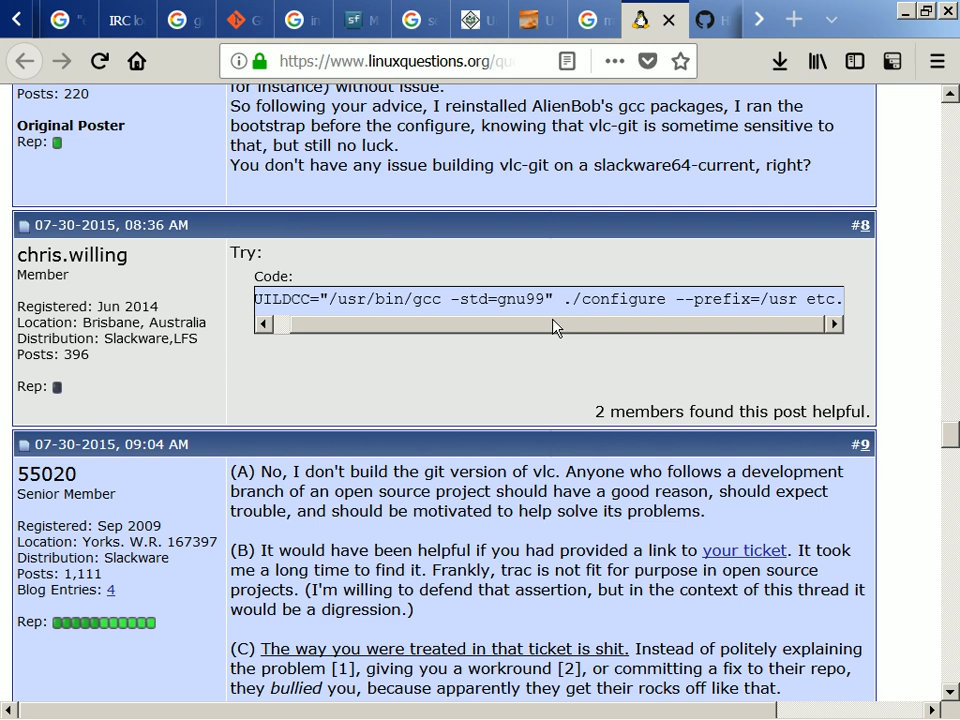 "e
IRC lo
g
G
in
sf M
s
U
U
m
H
https://www.linuxquestions.org/qu
Posts: 220
Original Poster
Rep:
for instance) without issue.
So following your advice, I reinstalled AlienBob's gcc packages, I ran the
bootstrap before the configure, knowing that vlc-git is sometime sensitive to
that, but still no luck.
You don't have any issue building vlc-git on a slackware64-current, right?
07-30-2015, 08:36 AM
#8
chris.willing
Member
Registered: Jun 2014
Location: Brisbane, Australia
Distribution: Slackware,LFS
Posts: 396
Rep:
Try:
Code:
UILDCC="/usr/bin/gcc -std=gnu99" ./configure --prefix=/usr etc.
2 members found this post helpful.
07-30-2015, 09:04 AM
#9
55020
Senior Member
Registered: Sep 2009
Location: Yorks. W.R. 167397
Distribution: Slackware
Posts: 1,111
Blog Entries: 4
Rep:
(A) No, I don't build the git version of vlc. Anyone who follows a development
branch of an open source project should have a good reason, should expect
trouble, and should be motivated to help solve its problems.
(B) It would have been helpful if you had provided a link to your ticket. It took
me a long time to find it. Frankly, trac is not fit for purpose in open source
projects. (I'm willing to defend that assertion, but in the context of this thread it
would be a digression.)
(C) The way you were treated in that ticket is shit. Instead of politely explaining
the problem [1], giving you a workround [2], or committing a fix to their repo,
they bullied you, because apparently they get their rocks off like that.